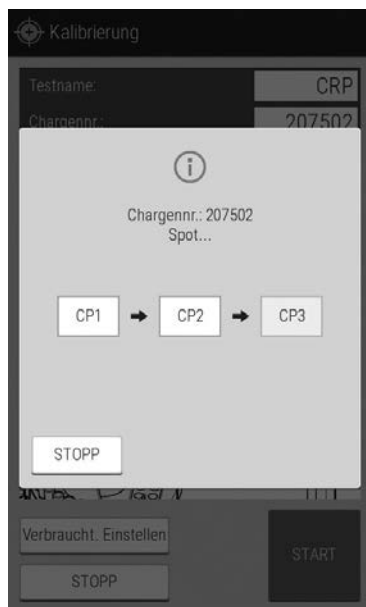 Kalibrierung
Testname: CRP
Chargennr.: 207502
Chargennr.: 207502
Spot...
CP1 → CP2 → CP3
STOPP
Verbraucht. Einstellen
START
STOPP